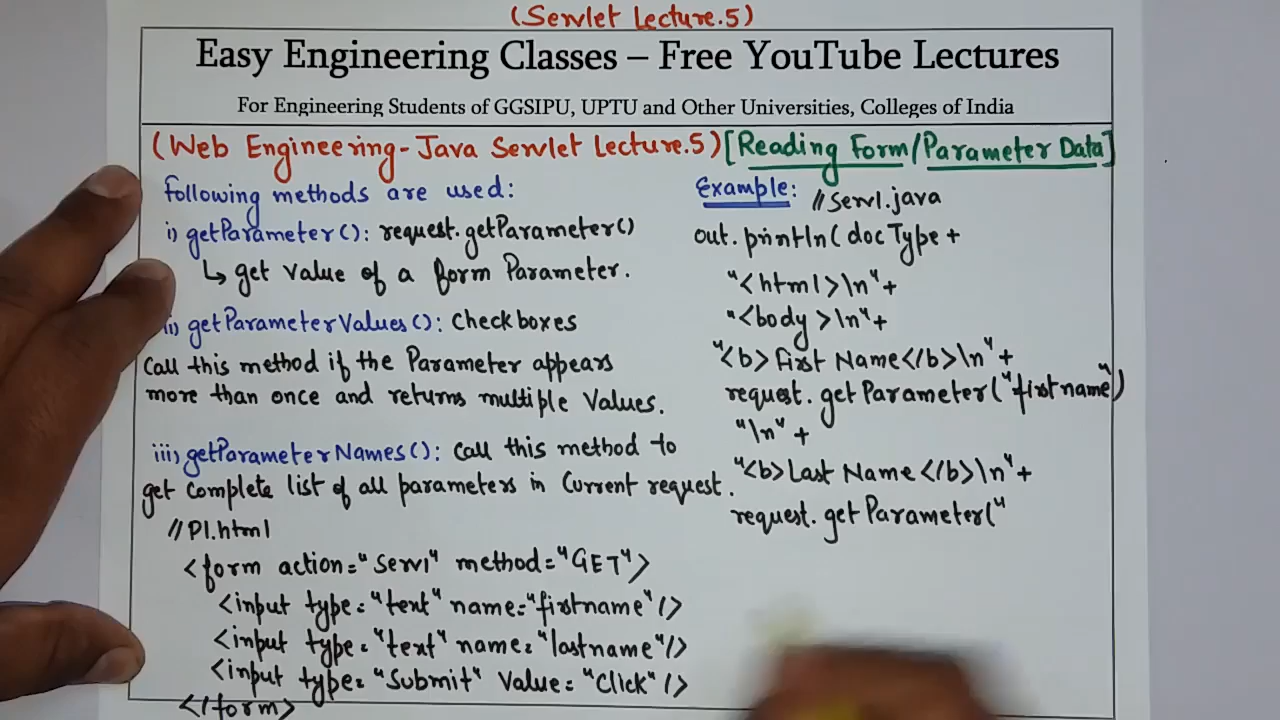 (Servlet Lecture.5)
Easy Engineering Classes – Free YouTube Lectures
For Engineering Students of GGSIPU, UPTU and Other Universities, Colleges of India
(Web Engineering-Java Servlet Lecture.5) [Reading Form/Parameter Data]
Following methods are used:
i) getParameter(): request.getParameter()
↳ get value of a form Parameter.
ii) getParameterValues(): Checkboxes
Call this method if the Parameter appears
more than once and returns multiple Values.
iii) getParameterNames(): Call this method to
get complete list of all parameters in Current request.
//P1.html
<form action="Serv1" method="GET">
<input type="text" name="firstname"/>
<input type="text" name="lastname"/>
<input type="Submit" Value="Click"/>
</form>
Example: //Serv1.java
out.println(docType +
"<html>\n"+
"<body>\n"+
"<b>First Name</b>\n"+
request.getParameter("firstname")
"\n"+
"<b>Last Name</b>\n"+
request.getParameter("